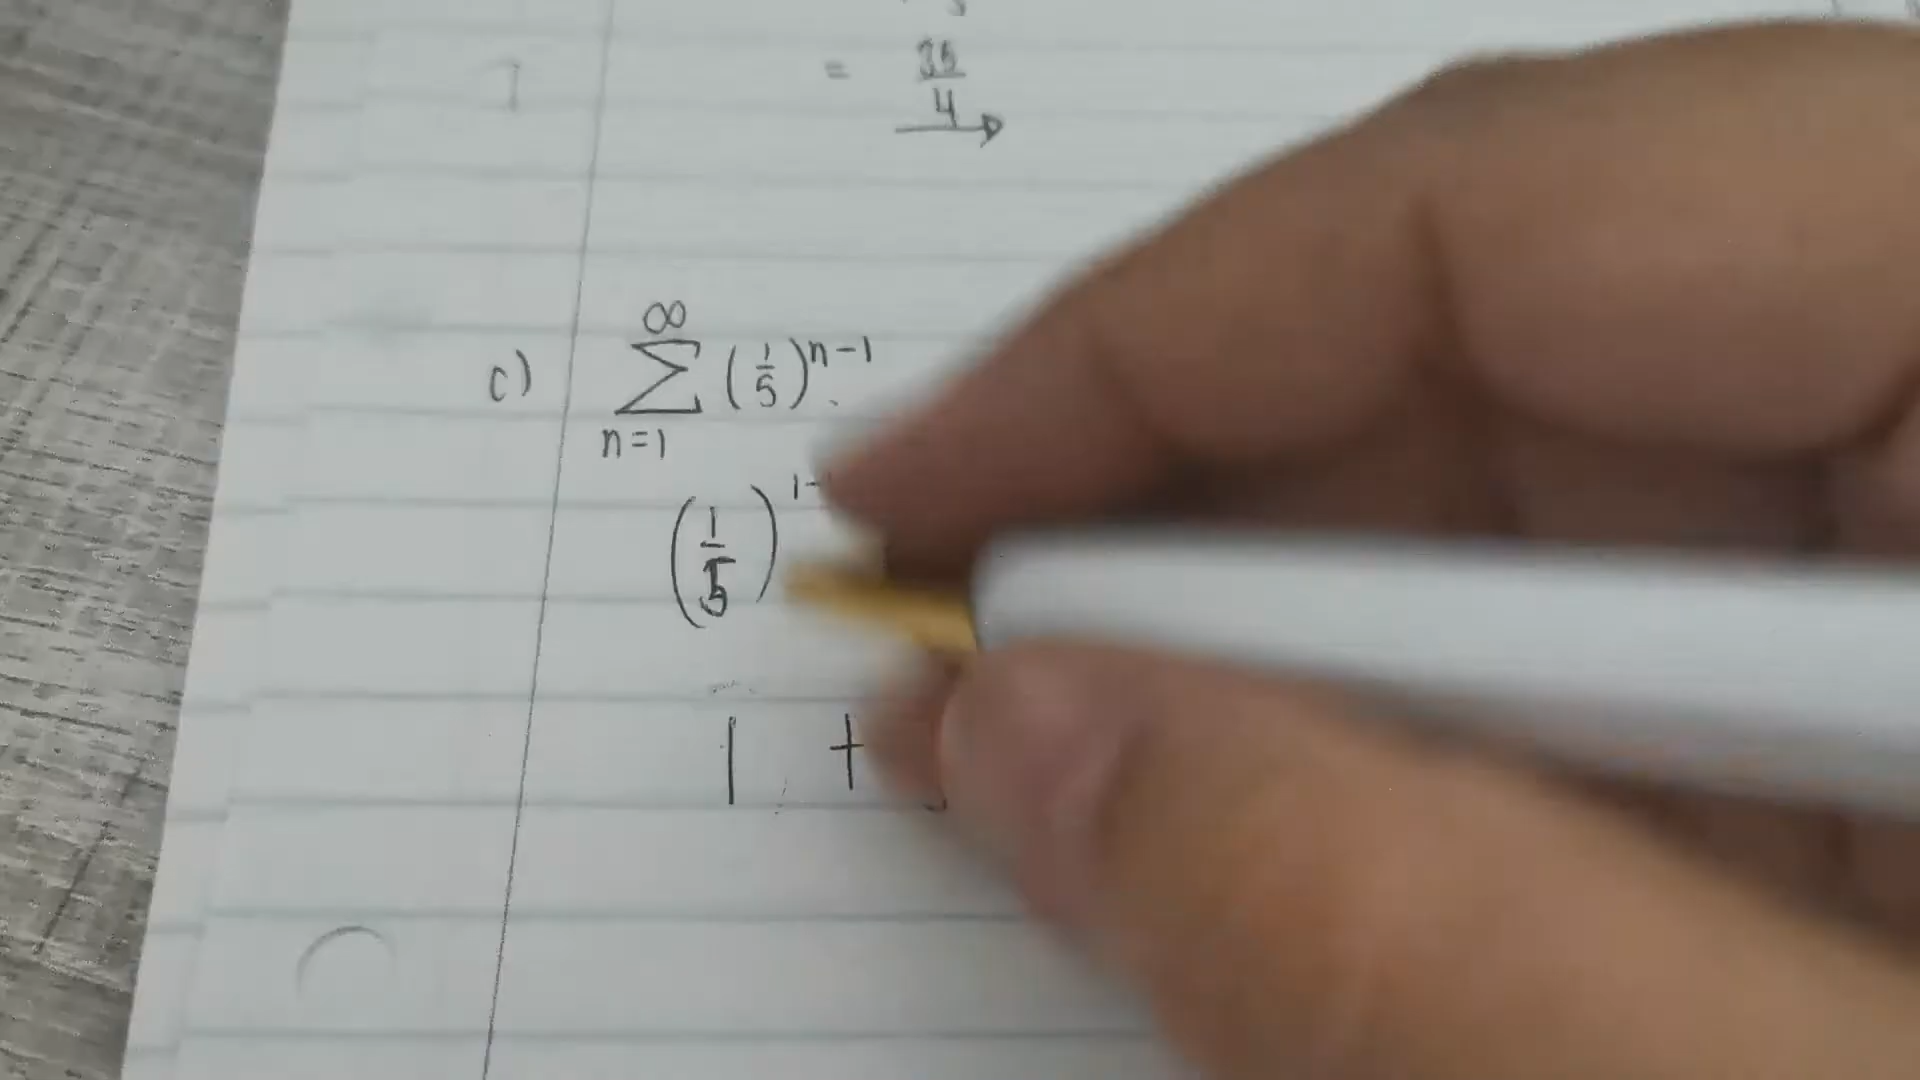 = 35/4
c) ∞ ∑ n=1 (1/5)^n-1
(1/5)^1-
1 +